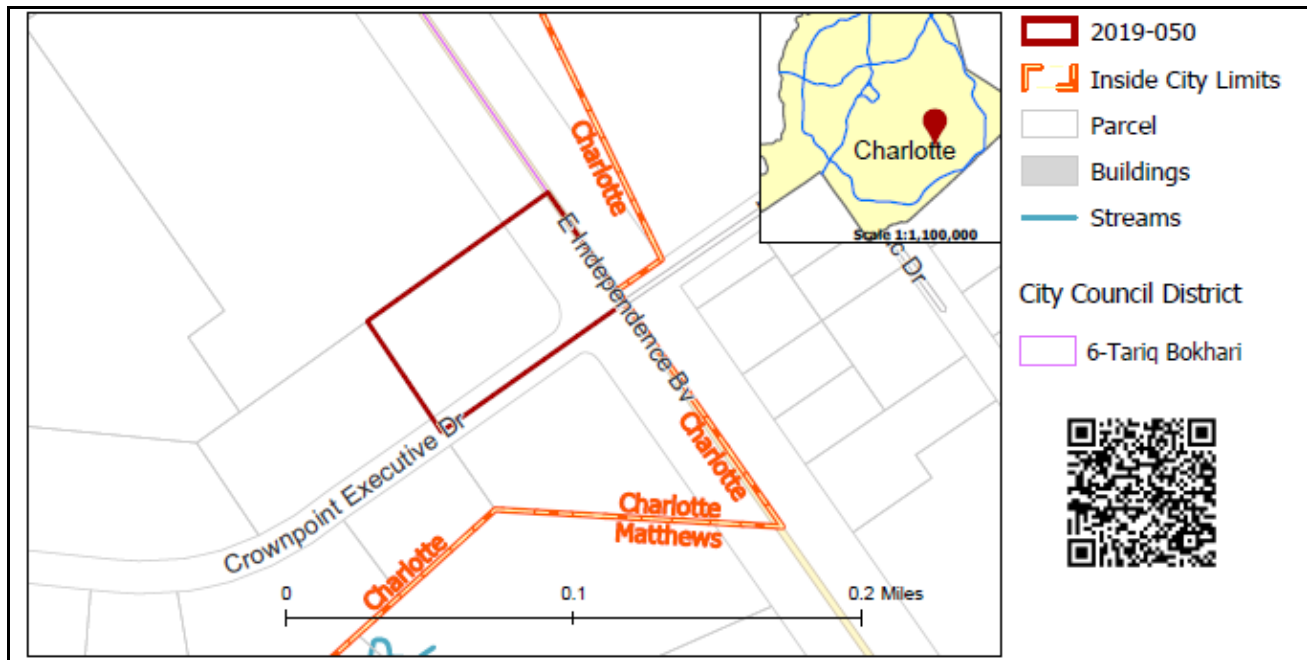 Charlotte
E Independence Bv
Crownpoint Executive Dr
Charlotte
Charlotte
Matthews
Charlotte
0
0.1
0.2 Miles
Charlotte
Scale 1:1,100,000
Dr
2019-050
Inside City Limits
Parcel
Buildings
Streams
City Council District
6-Tariq Bokhari